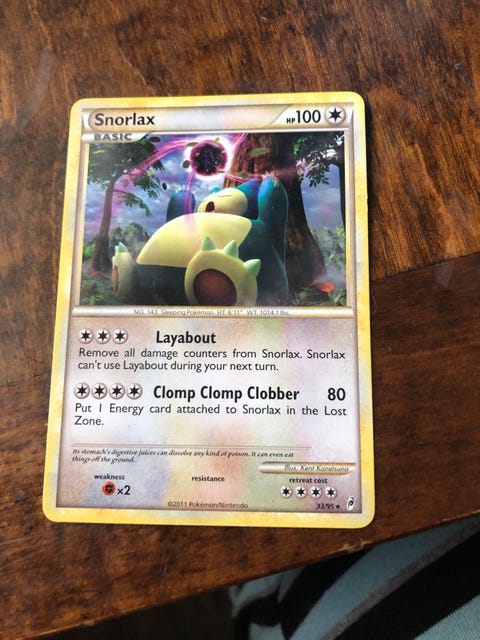 Snorlax HP100
BASIC
NO. 143 Sleeping Pokémon HT: 6'11" WT: 1014.1 lbs.
Layabout
Remove all damage counters from Snorlax. Snorlax
can't use Layabout during your next turn.
Clomp Clomp Clobber 80
Put 1 Energy card attached to Snorlax in the Lost
Zone.
Its stomach's digestive juices can dissolve any kind of poison. It can even eat
things off the ground.
Illus. Kent Kanetsuna
weakness resistance retreat cost
×2
©2011 Pokémon/Nintendo 33/95★